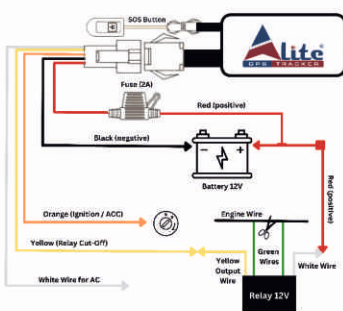 SOS Button
Alite
GPS TRACKER
Fuse (2A)
Red (positive)
Black (negative)
Battery 12V
Red (positive)
Orange (Ignition / ACC)
Engine Wire
Yellow (Relay Cut-Off)
Green
Wires
Yellow
Output
Wire
White Wire
White Wire for AC
Relay 12V